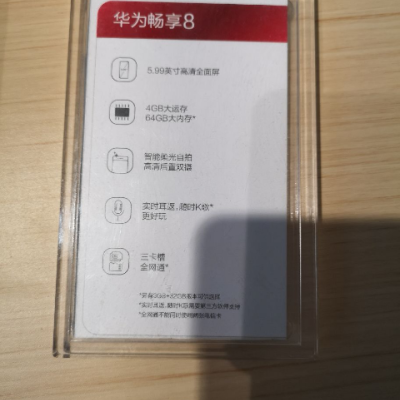 华为畅享8
5.99英寸高清全面屏
4GB大运存
64GB大内存*
智能柔光自拍
高清后置双摄
实时耳返,随时K歌*
更好玩
三卡槽
全网通*